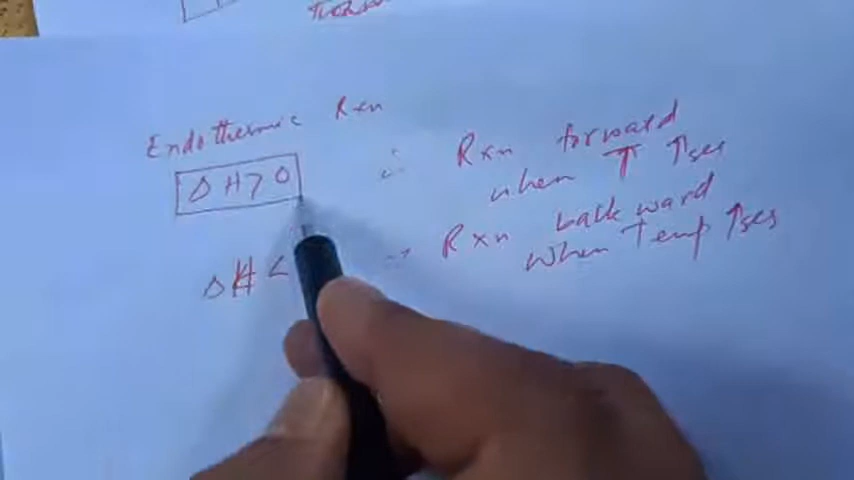 Endothermic Rxn
ΔH>0
∴ Rxn forward
when T ↑ses
ΔH <
→ Rxn backward
when Temp ↑ses